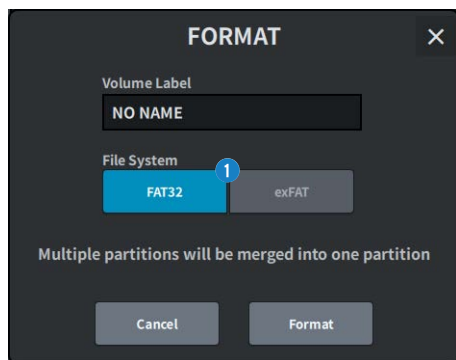 FORMAT
×
Volume Label
NO NAME
File System
1
FAT32 exFAT
Multiple partitions will be merged into one partition
Cancel Format